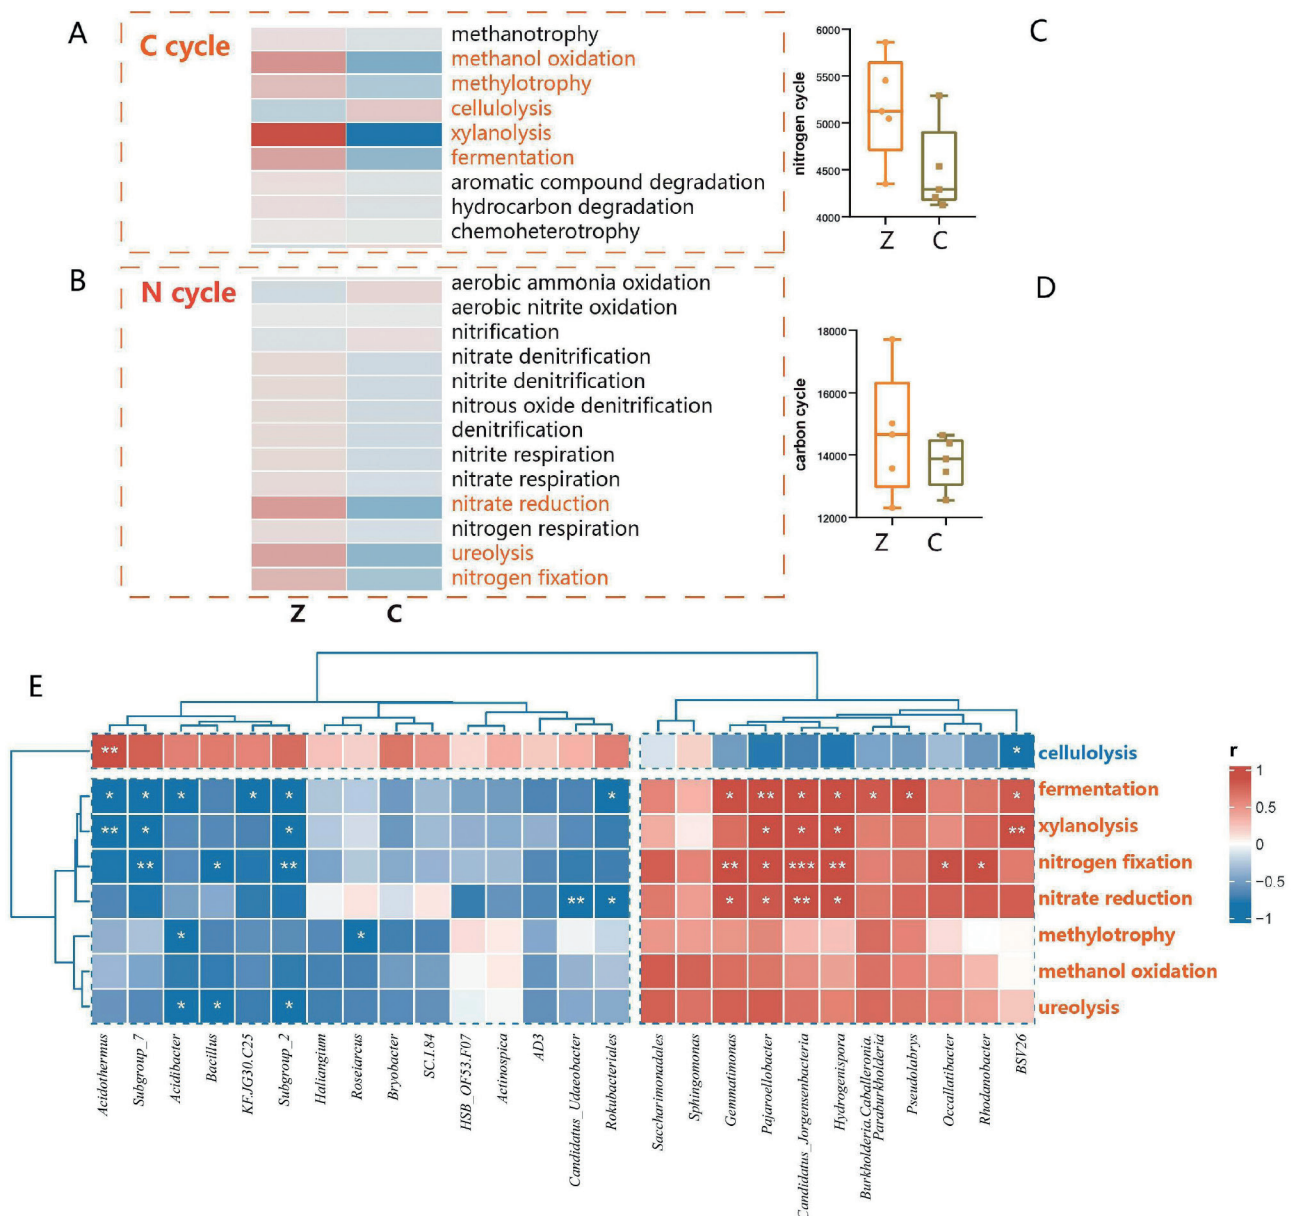 A
C cycle
methanotrophy
methanol oxidation
methylotrophy
cellulolysis
xylanolysis
fermentation
aromatic compound degradation
hydrocarbon degradation
chemoheterotrophy
C
nitrogen cycle
6000
5500
5000
4500
4000
Z C
B
N cycle
aerobic ammonia oxidation
aerobic nitrite oxidation
nitrification
nitrate denitrification
nitrite denitrification
nitrous oxide denitrification
denitrification
nitrite respiration
nitrate respiration
nitrate reduction
nitrogen respiration
ureolysis
nitrogen fixation
Z C
D
carbon cycle
18000
16000
14000
12000
Z C
E
** * cellulolysis
* * * * * * * ** * * * * * fermentation
** * * * * * ** xylanolysis
** * ** ** * *** ** * * nitrogen fixation
** * * * ** * nitrate reduction
* * methylotrophy
methanol oxidation
* * * ureolysis
r
1
0.5
0
−0.5
−1
Acidothermus
Subgroup_7
Acidibacter
Bacillus
KF.JG30.C25
Subgroup_2
Haliangium
Roseiarcus
Bryobacter
SC.I.84
HSB_OF53.F07
Actinospica
AD3
Candidatus_Udaeobacter
Rokubacteriales
Saccharimonadales
Sphingomonas
Gemmatimonas
Pajaroellobacter
Candidatus_Jorgensenbacteria
Hydrogenispora
Burkholderia.Caballeronia.
Paraburkholderia
Pseudolabrys
Occallatibacter
Rhodanobacter
BSV26